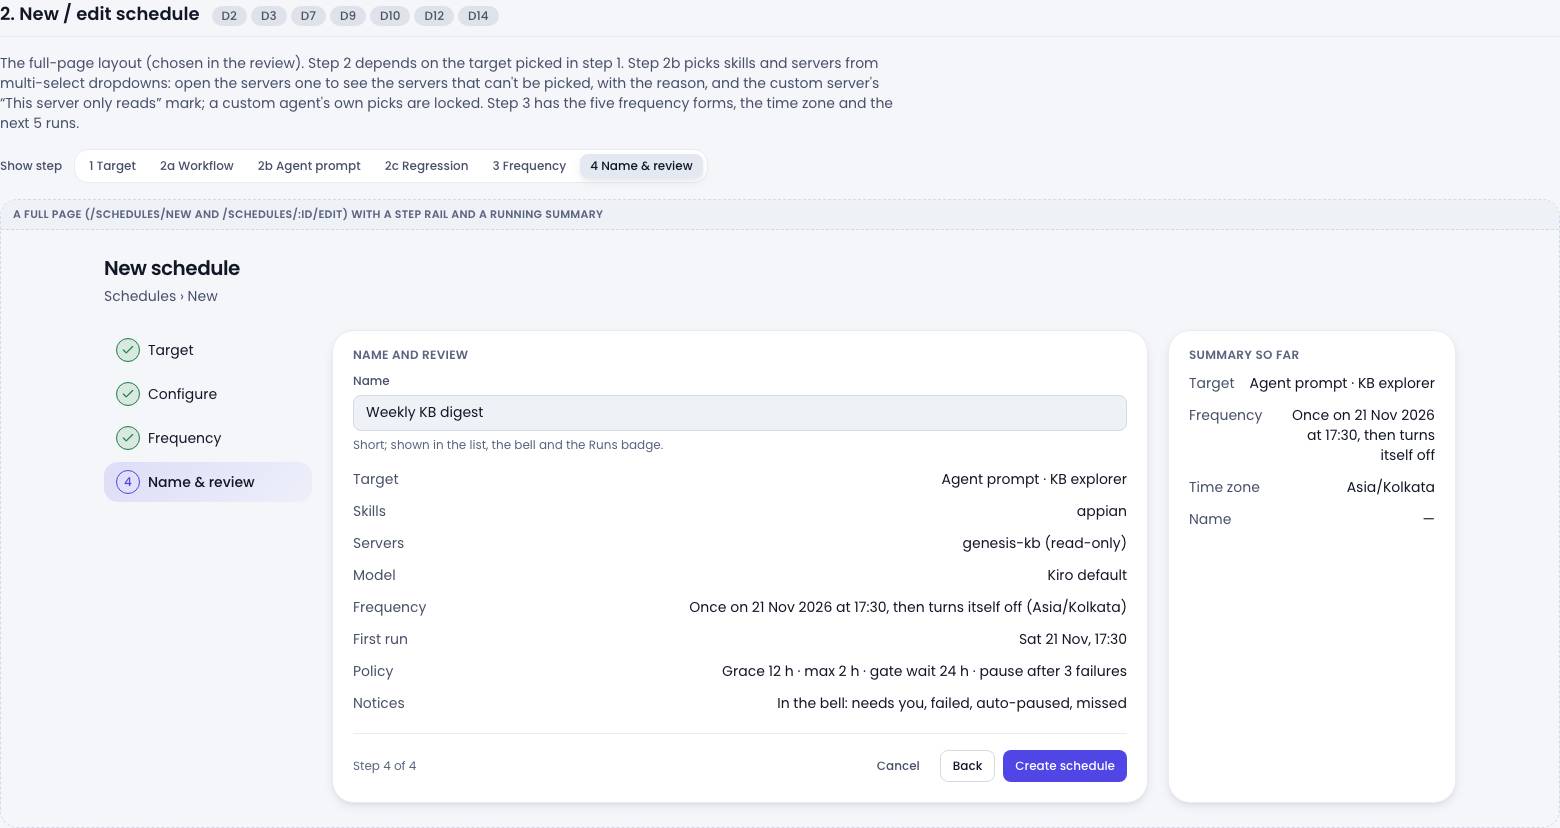 2. New / edit schedule D2 D3 D7 D9 D10 D12 D14
The full-page layout (chosen in the review). Step 2 depends on the target picked in step 1. Step 2b picks skills and servers from
multi-select dropdowns: open the servers one to see the servers that can't be picked, with the reason, and the custom server's
“This server only reads” mark; a custom agent's own picks are locked. Step 3 has the five frequency forms, the time zone and the
next 5 runs.
Show step 1 Target 2a Workflow 2b Agent prompt 2c Regression 3 Frequency 4 Name & review
A FULL PAGE (/SCHEDULES/NEW AND /SCHEDULES/:ID/EDIT) WITH A STEP RAIL AND A RUNNING SUMMARY
New schedule
Schedules › New
Target
Configure
Frequency
4 Name & review
NAME AND REVIEW
Name
Weekly KB digest
Short; shown in the list, the bell and the Runs badge.
Target Agent prompt · KB explorer
Skills appian
Servers genesis-kb (read-only)
Model Kiro default
Frequency Once on 21 Nov 2026 at 17:30, then turns itself off (Asia/Kolkata)
First run Sat 21 Nov, 17:30
Policy Grace 12 h · max 2 h · gate wait 24 h · pause after 3 failures
Notices In the bell: needs you, failed, auto-paused, missed
Step 4 of 4 Cancel Back Create schedule
SUMMARY SO FAR
Target Agent prompt · KB explorer
Frequency Once on 21 Nov 2026
at 17:30, then turns
itself off
Time zone Asia/Kolkata
Name —